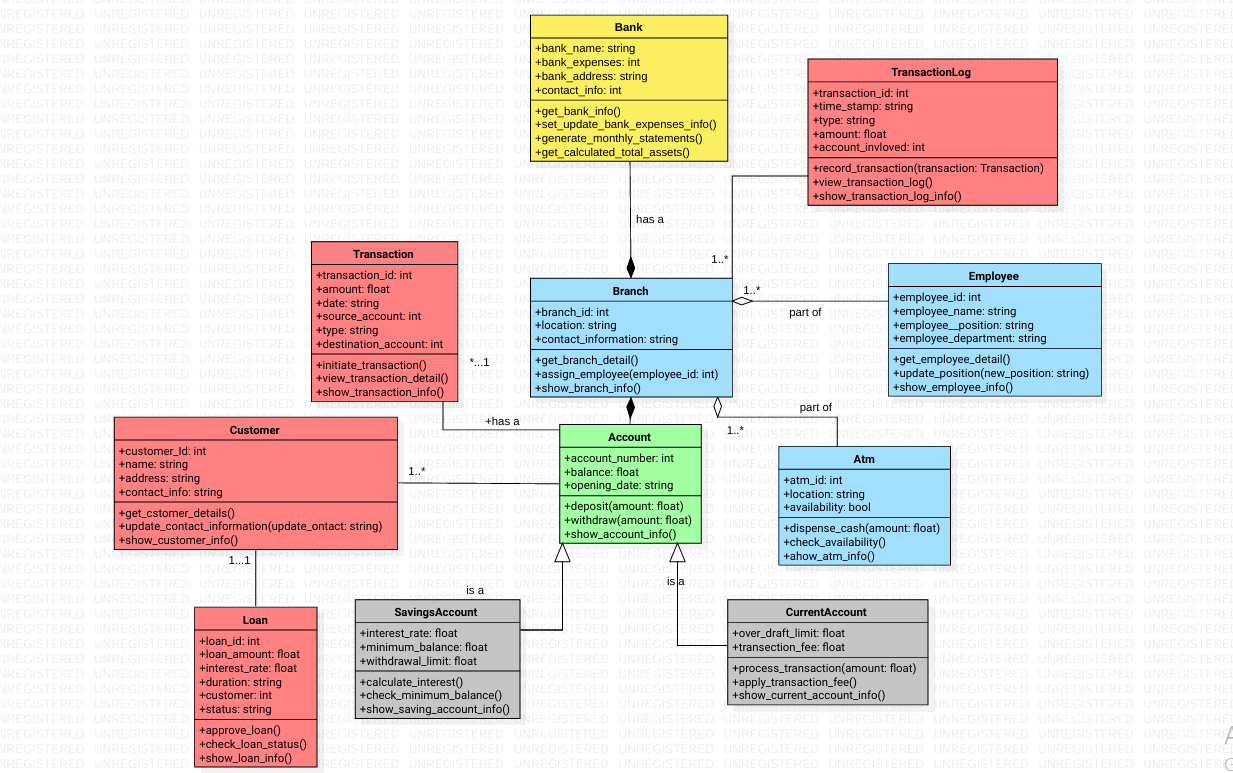 Bank
+bank_name: string
+bank_expenses: int
+bank_address: string
+contact_info: int
+get_bank_info()
+set_update_bank_expenses_info()
+generate_monthly_statements()
+get_calculated_total_assets()
TransactionLog
+transaction_id: int
+time_stamp: string
+type: string
+amount: float
+account_invloved: int
+record_transaction(transaction: Transaction)
+view_transaction_log()
+show_transaction_log_info()
has a
1..*
Transaction
+transaction_id: int
+amount: float
+date: string
+source_account: int
+type: string
+destination_account: int
+initiate_transaction()
+view_transaction_detail()
+show_transaction_info()
*...1
+has a
Branch
+branch_id: int
+location: string
+contact_information: string
+get_branch_detail()
+assign_employee(employee_id: int)
+show_branch_info()
1..*
part of
Employee
+employee_id: int
+employee_name: string
+employee__position: string
+employee_department: string
+get_employee_detail()
+update_position(new_position: string)
+show_employee_info()
part of
1..*
Customer
+customer_Id: int
+name: string
+address: string
+contact_info: string
+get_cstomer_details()
+update_contact_information(update_ontact: string)
+show_customer_info()
1..*
Account
+account_number: int
+balance: float
+opening_date: string
+deposit(amount: float)
+withdraw(amount: float)
+show_account_info()
Atm
+atm_id: int
+location: string
+availability: bool
+dispense_cash(amount: float)
+check_availability()
+ahow_atm_info()
1...1
is a
is a
Loan
+loan_id: int
+loan_amount: float
+interest_rate: float
+duration: string
+customer: int
+status: string
+approve_loan()
+check_loan_status()
+show_loan_info()
SavingsAccount
+interest_rate: float
+minimum_balance: float
+withdrawal_limit: float
+calculate_interest()
+check_minimum_balance()
+show_saving_account_info()
CurrentAccount
+over_draft_limit: float
+transection_fee: float
+process_transaction(amount: float)
+apply_transaction_fee()
+show_current_account_info()
UNREGISTERED